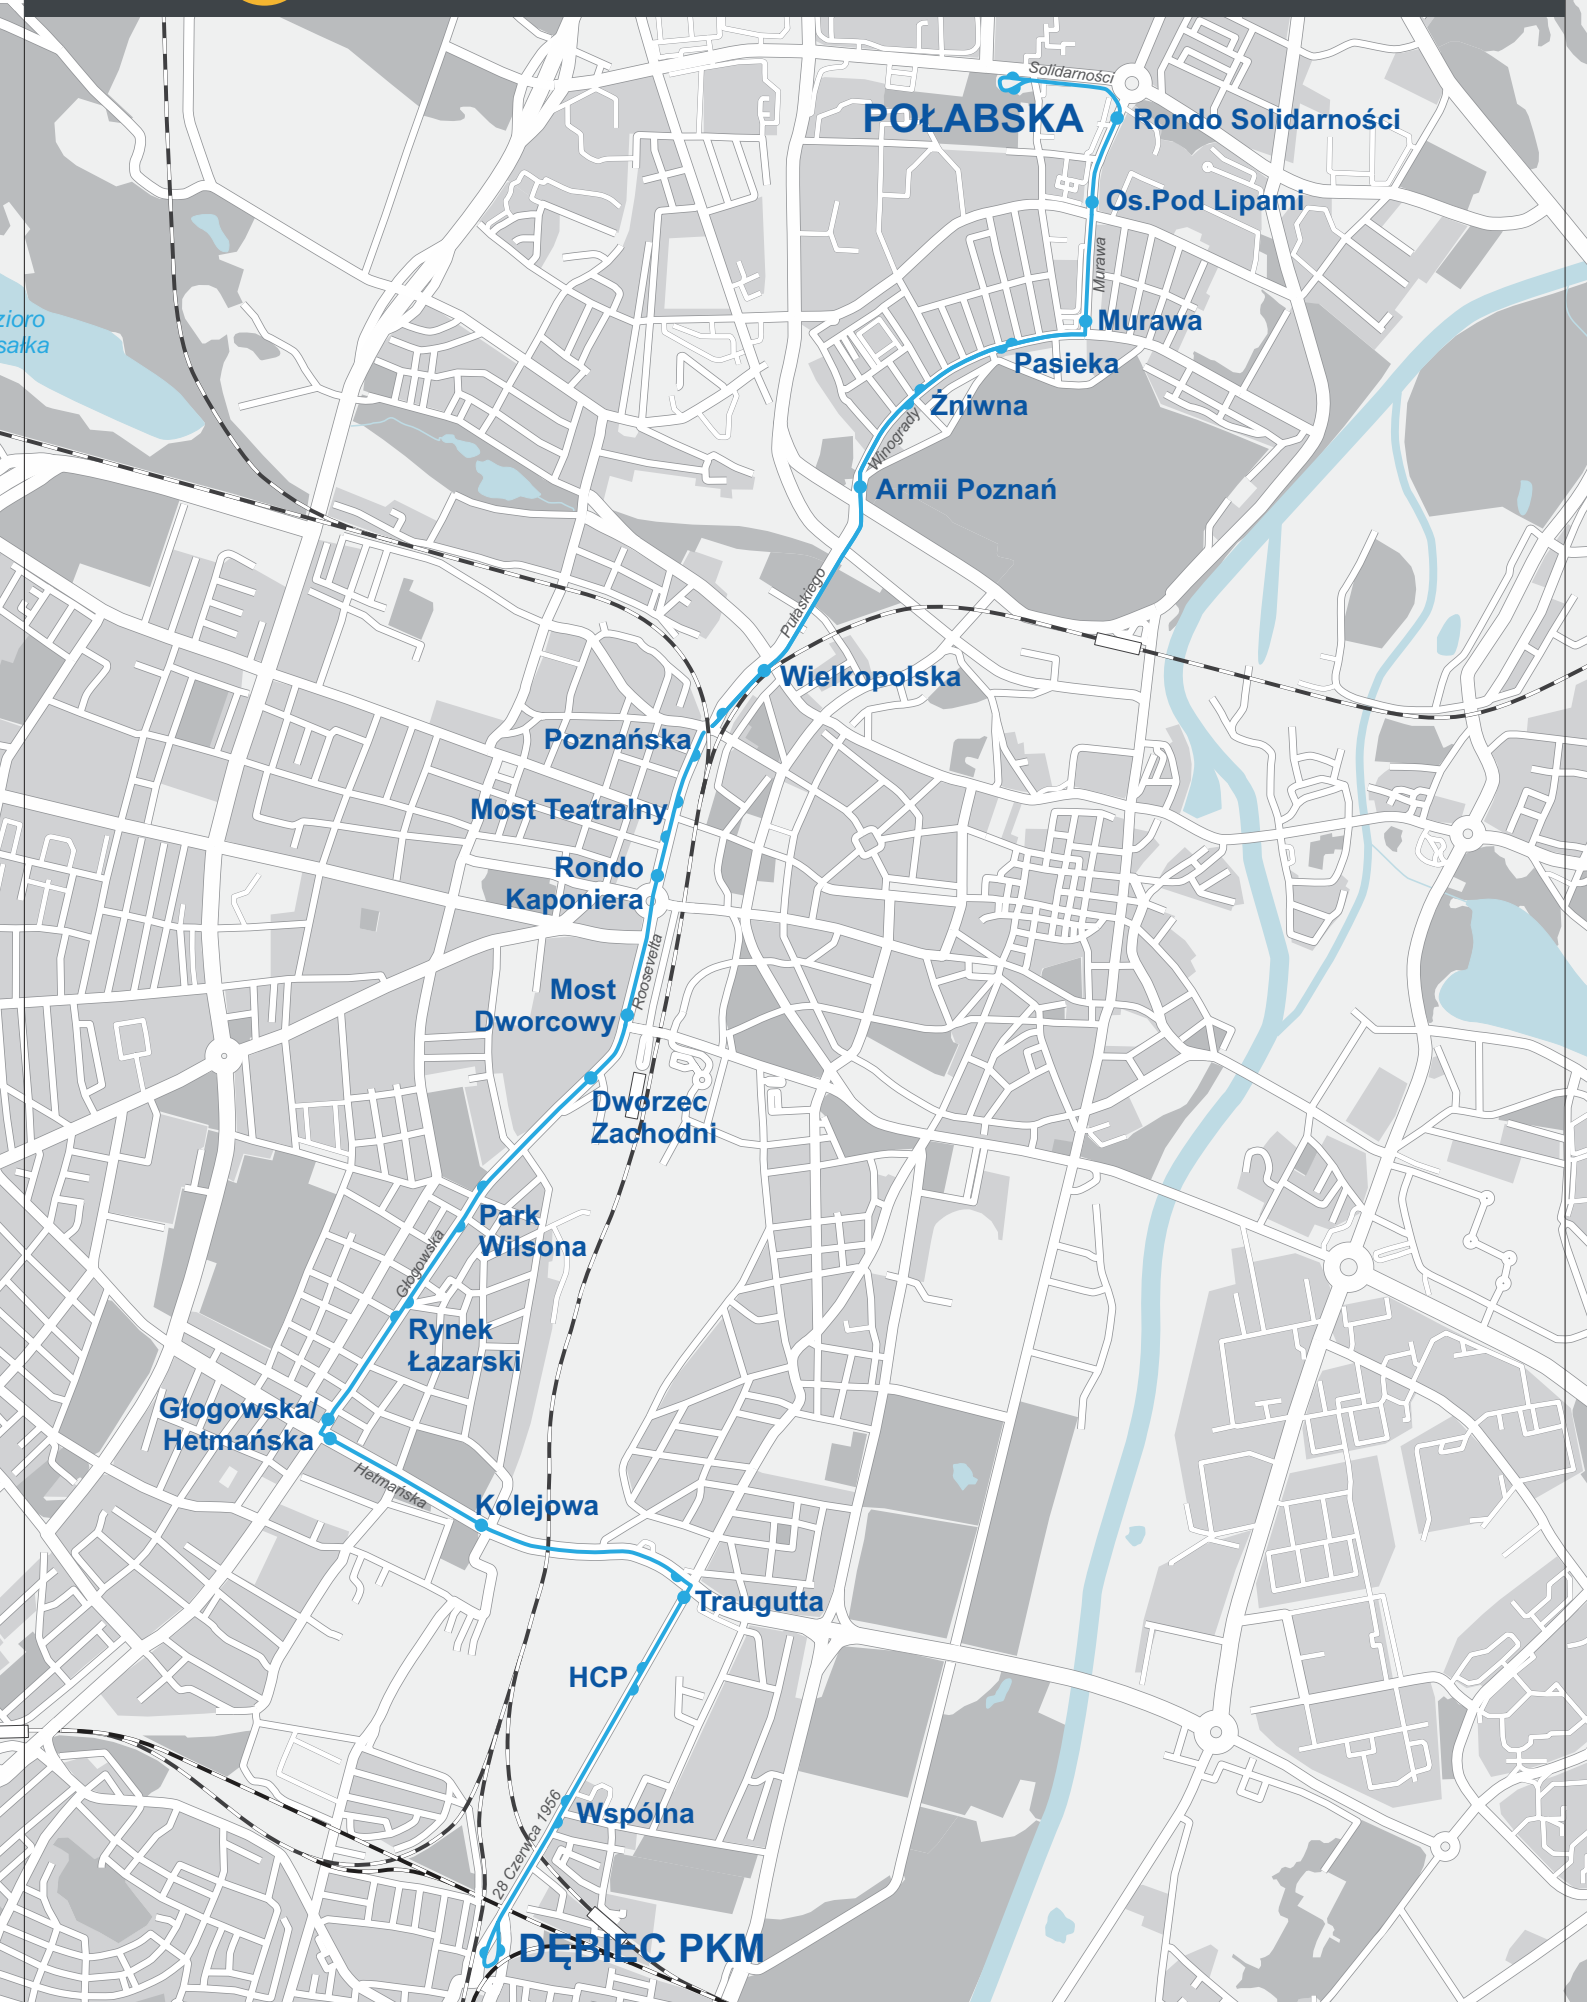 Solidarności
POŁABSKA
Rondo Solidarności
Os.Pod Lipami
Murawa
zioro
sałka
Murawa
Pasieka
Żniwna
Winogrady
Armii Poznań
Pułaskiego
Wielkopolska
Poznańska
Most Teatralny
Rondo
Kaponiera
Roosevelta
Most
Dworcowy
Dworzec
Zachodni
Park
Wilsona
Głogowska
Rynek
Łazarski
Głogowska/
Hetmańska
Hetmańska
Kolejowa
Traugutta
HCP
Wspólna
28 Czerwca 1956
DĘBIEC PKM